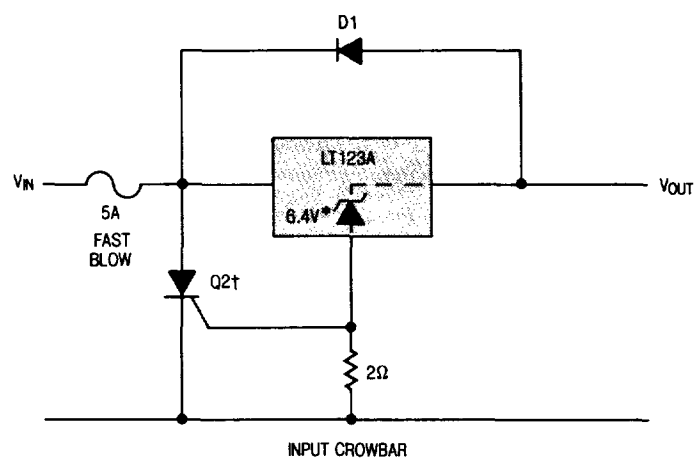 D1
LT123A
VIN
5A
FAST
BLOW
6.4V*
VOUT
Q2†
2Ω
INPUT CROWBAR